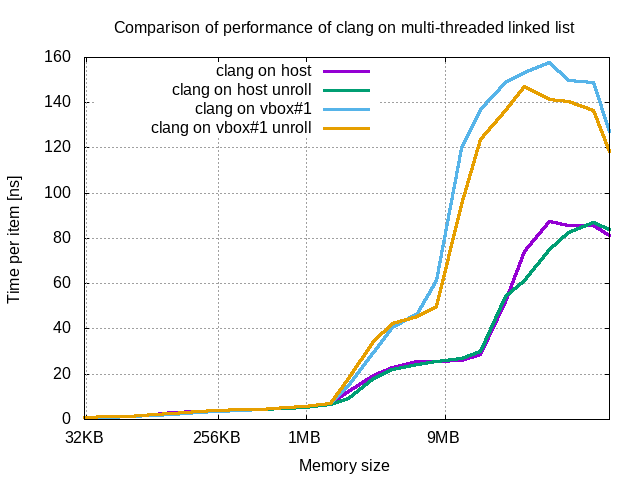 Comparison of performance of clang on multi-threaded linked list
clang on host
clang on host unroll
clang on vbox#1
clang on vbox#1 unroll
160
140
120
100
80
60
40
20
0
Time per item [ns]
32KB 256KB 1MB 9MB
Memory size